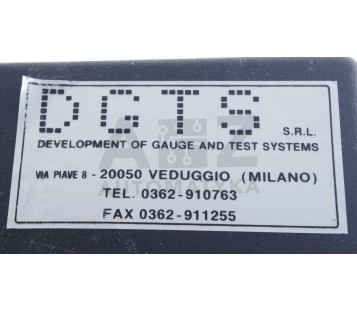 DGTS S.R.L.
DEVELOPMENT OF GAUGE AND TEST SYSTEMS
VIA PIAVE 8 - 20050 VEDUGGIO (MILANO)
TEL. 0362-910763
FAX 0362-911255
AUTOMATYKA